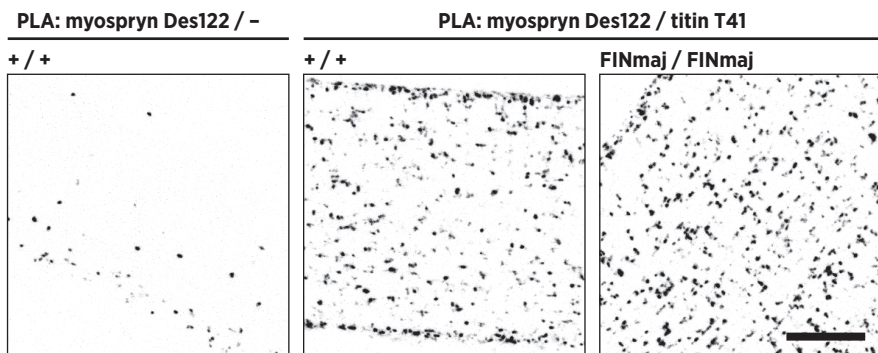 PLA: myospryn Des122 / –
PLA: myospryn Des122 / titin T41
+ / +
+ / +
FINmaj / FINmaj